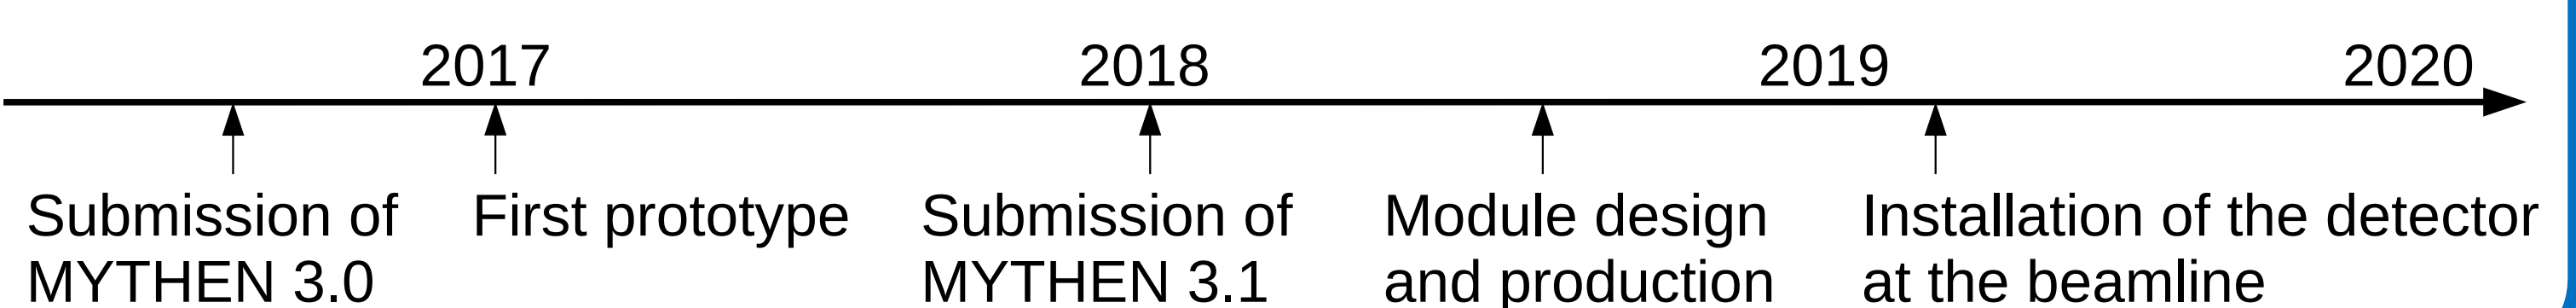 2017 2018 2019 2020
Submission of First prototype Submission of Module design Installation of the detector
MYTHEN 3.0 MYTHEN 3.1 and production at the beamline